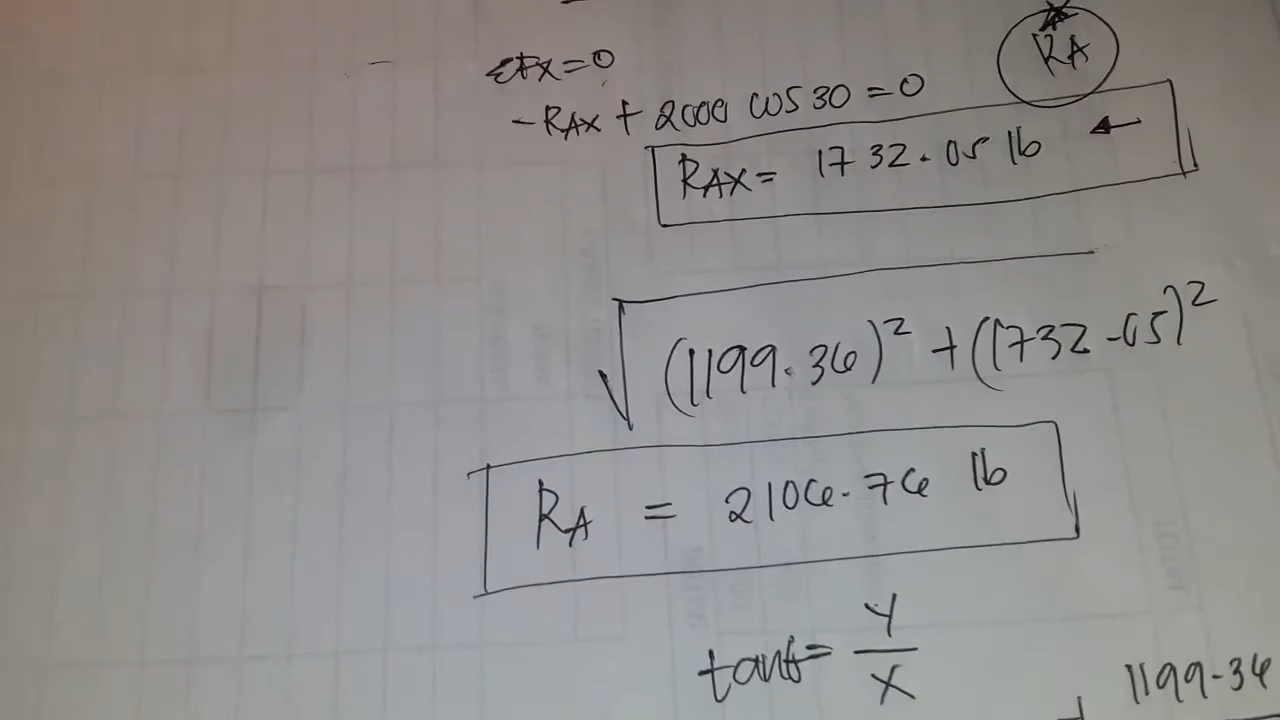 ΣFx=0
RA
-RAX + 2000 cos 30 = 0
RAX = 1732.05 lb ←
√(1199.36)² + (1732.05)²
RA = 2106.76 lb
tanθ = Y/X
1199.36